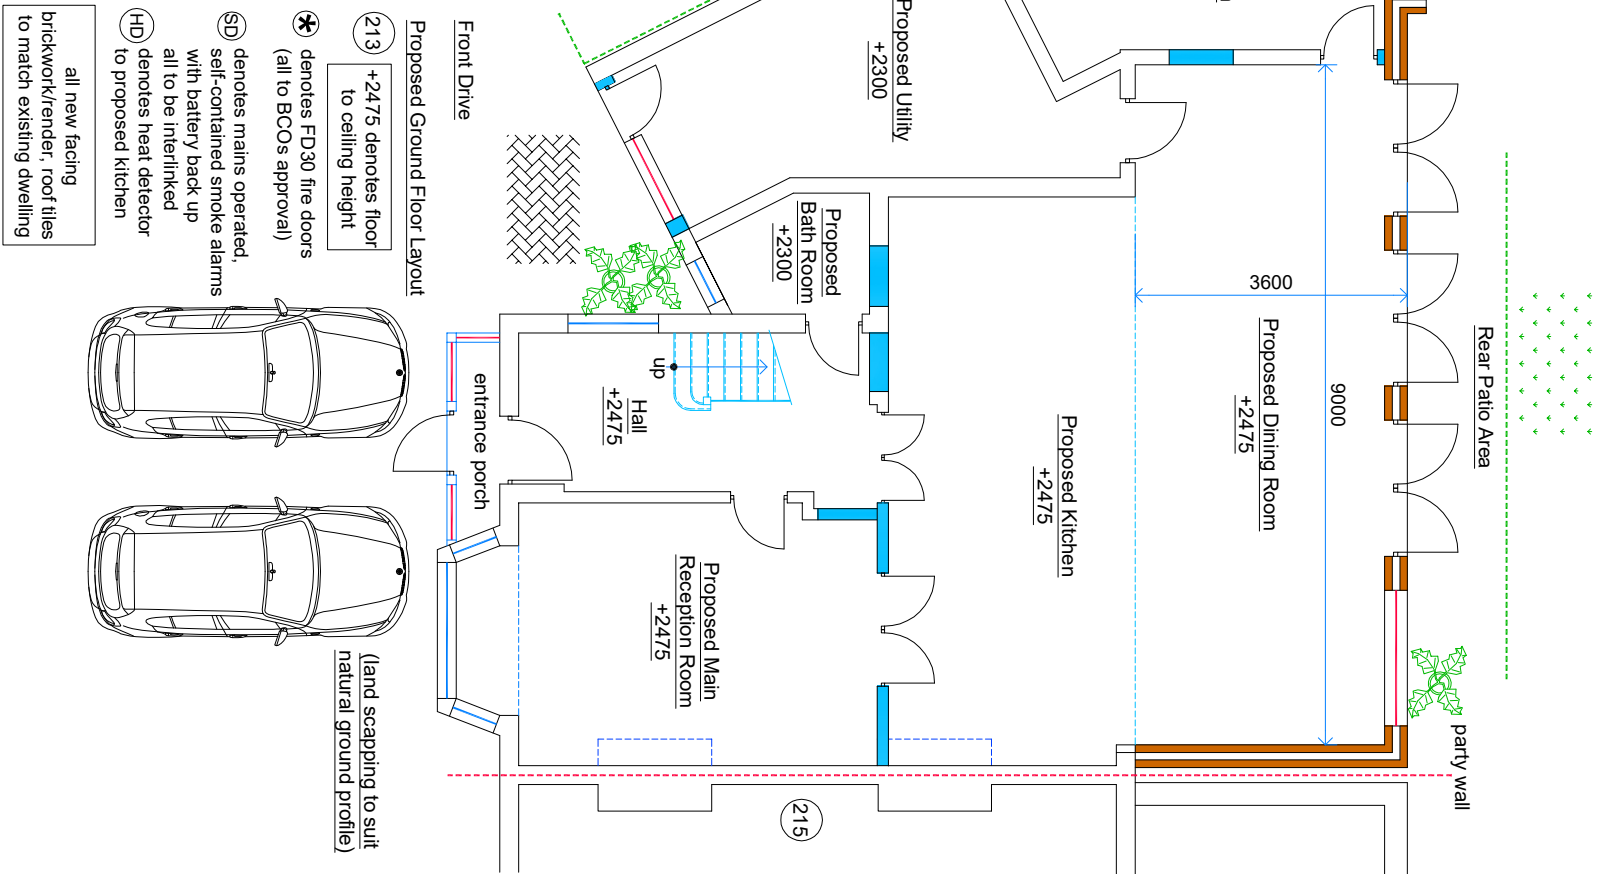 Rear Patio Area
party wall
9000
3600
Proposed Dining Room
+2475
Proposed Kitchen
+2475
Proposed Utility
+2300
Proposed
Bath Room
+2300
215
Proposed Main
Reception Room
+2475
up
Hall
+2475
entrance porch
Front Drive
Proposed Ground Floor Layout
213
+2475 denotes floor
to ceiling height
* denotes FD30 fire doors
(all to BCOs approval)
SD denotes mains operated,
self-contained smoke alarms
with battery back up
all to be interlinked
HD denotes heat detector
to proposed kitchen
all new facing
brickwork/render, roof tiles
to match existing dwelling
(land scapping to suit
natural ground profile)